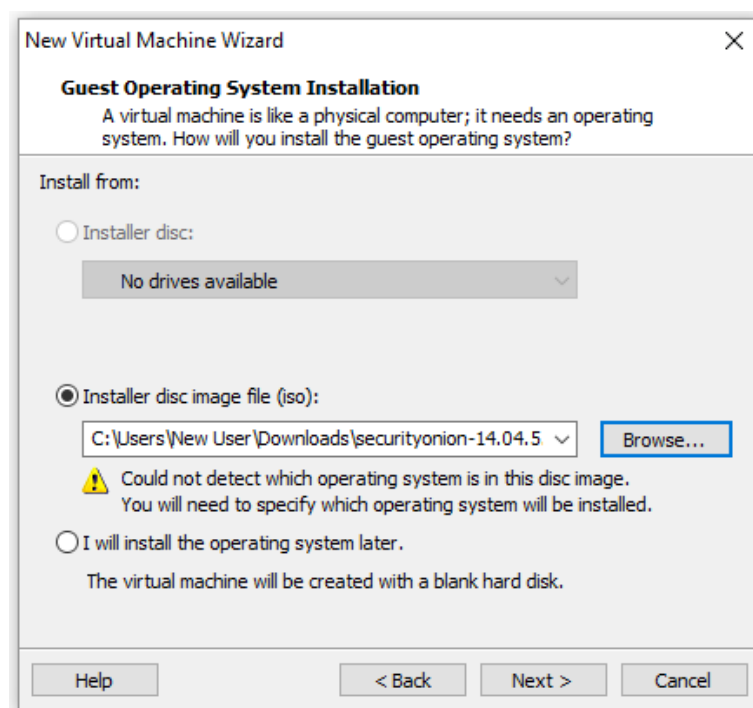 New Virtual Machine Wizard
Guest Operating System Installation
A virtual machine is like a physical computer; it needs an operating
system. How will you install the guest operating system?
Install from:
Installer disc:
No drives available
Installer disc image file (iso):
C:\Users\New User\Downloads\securityonion-14.04.5
Browse...
Could not detect which operating system is in this disc image.
You will need to specify which operating system will be installed.
I will install the operating system later.
The virtual machine will be created with a blank hard disk.
Help < Back Next > Cancel